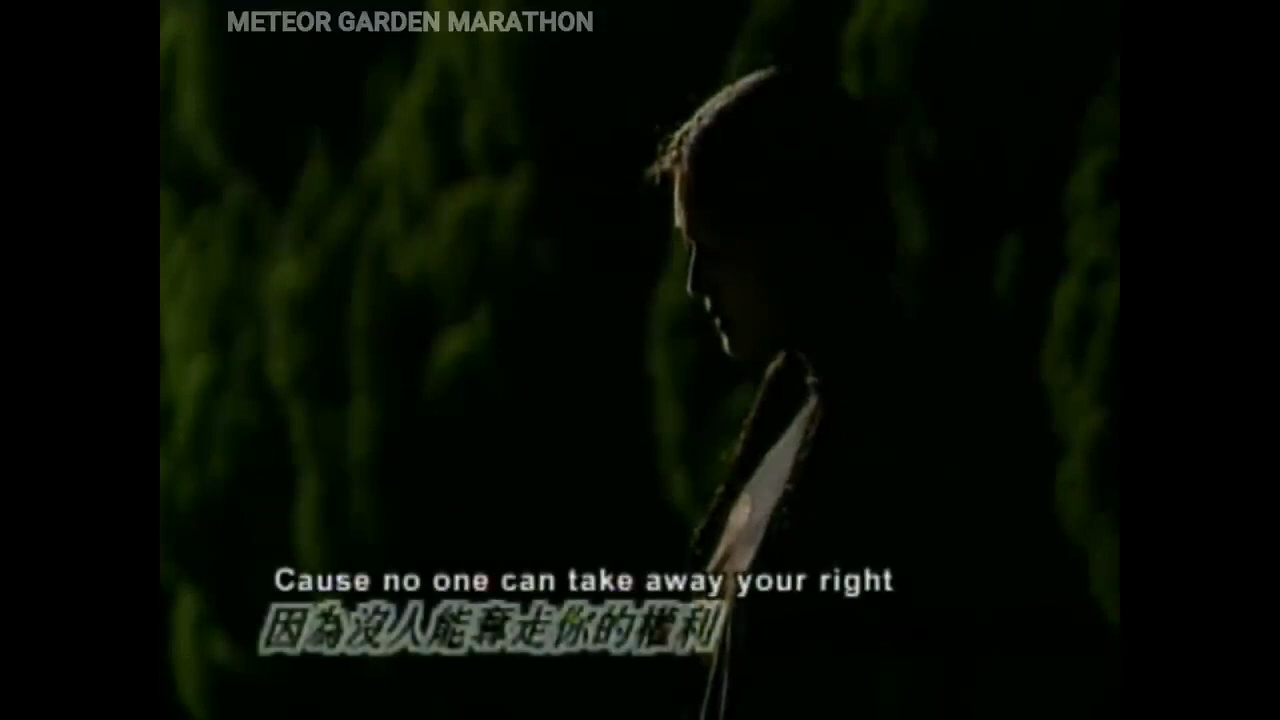 METEOR GARDEN MARATHON
Cause no one can take away your right
因為沒人能奪走你的權利